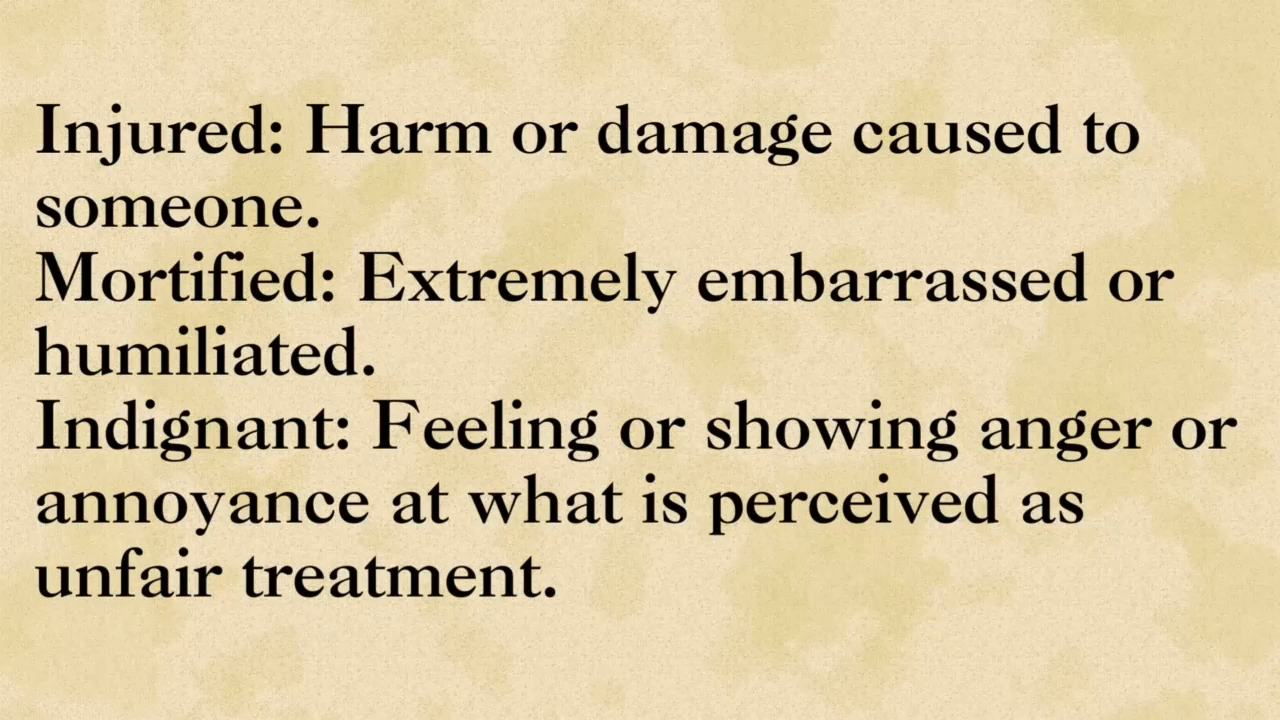 Injured: Harm or damage caused to
someone.
Mortified: Extremely embarrassed or
humiliated.
Indignant: Feeling or showing anger or
annoyance at what is perceived as
unfair treatment.